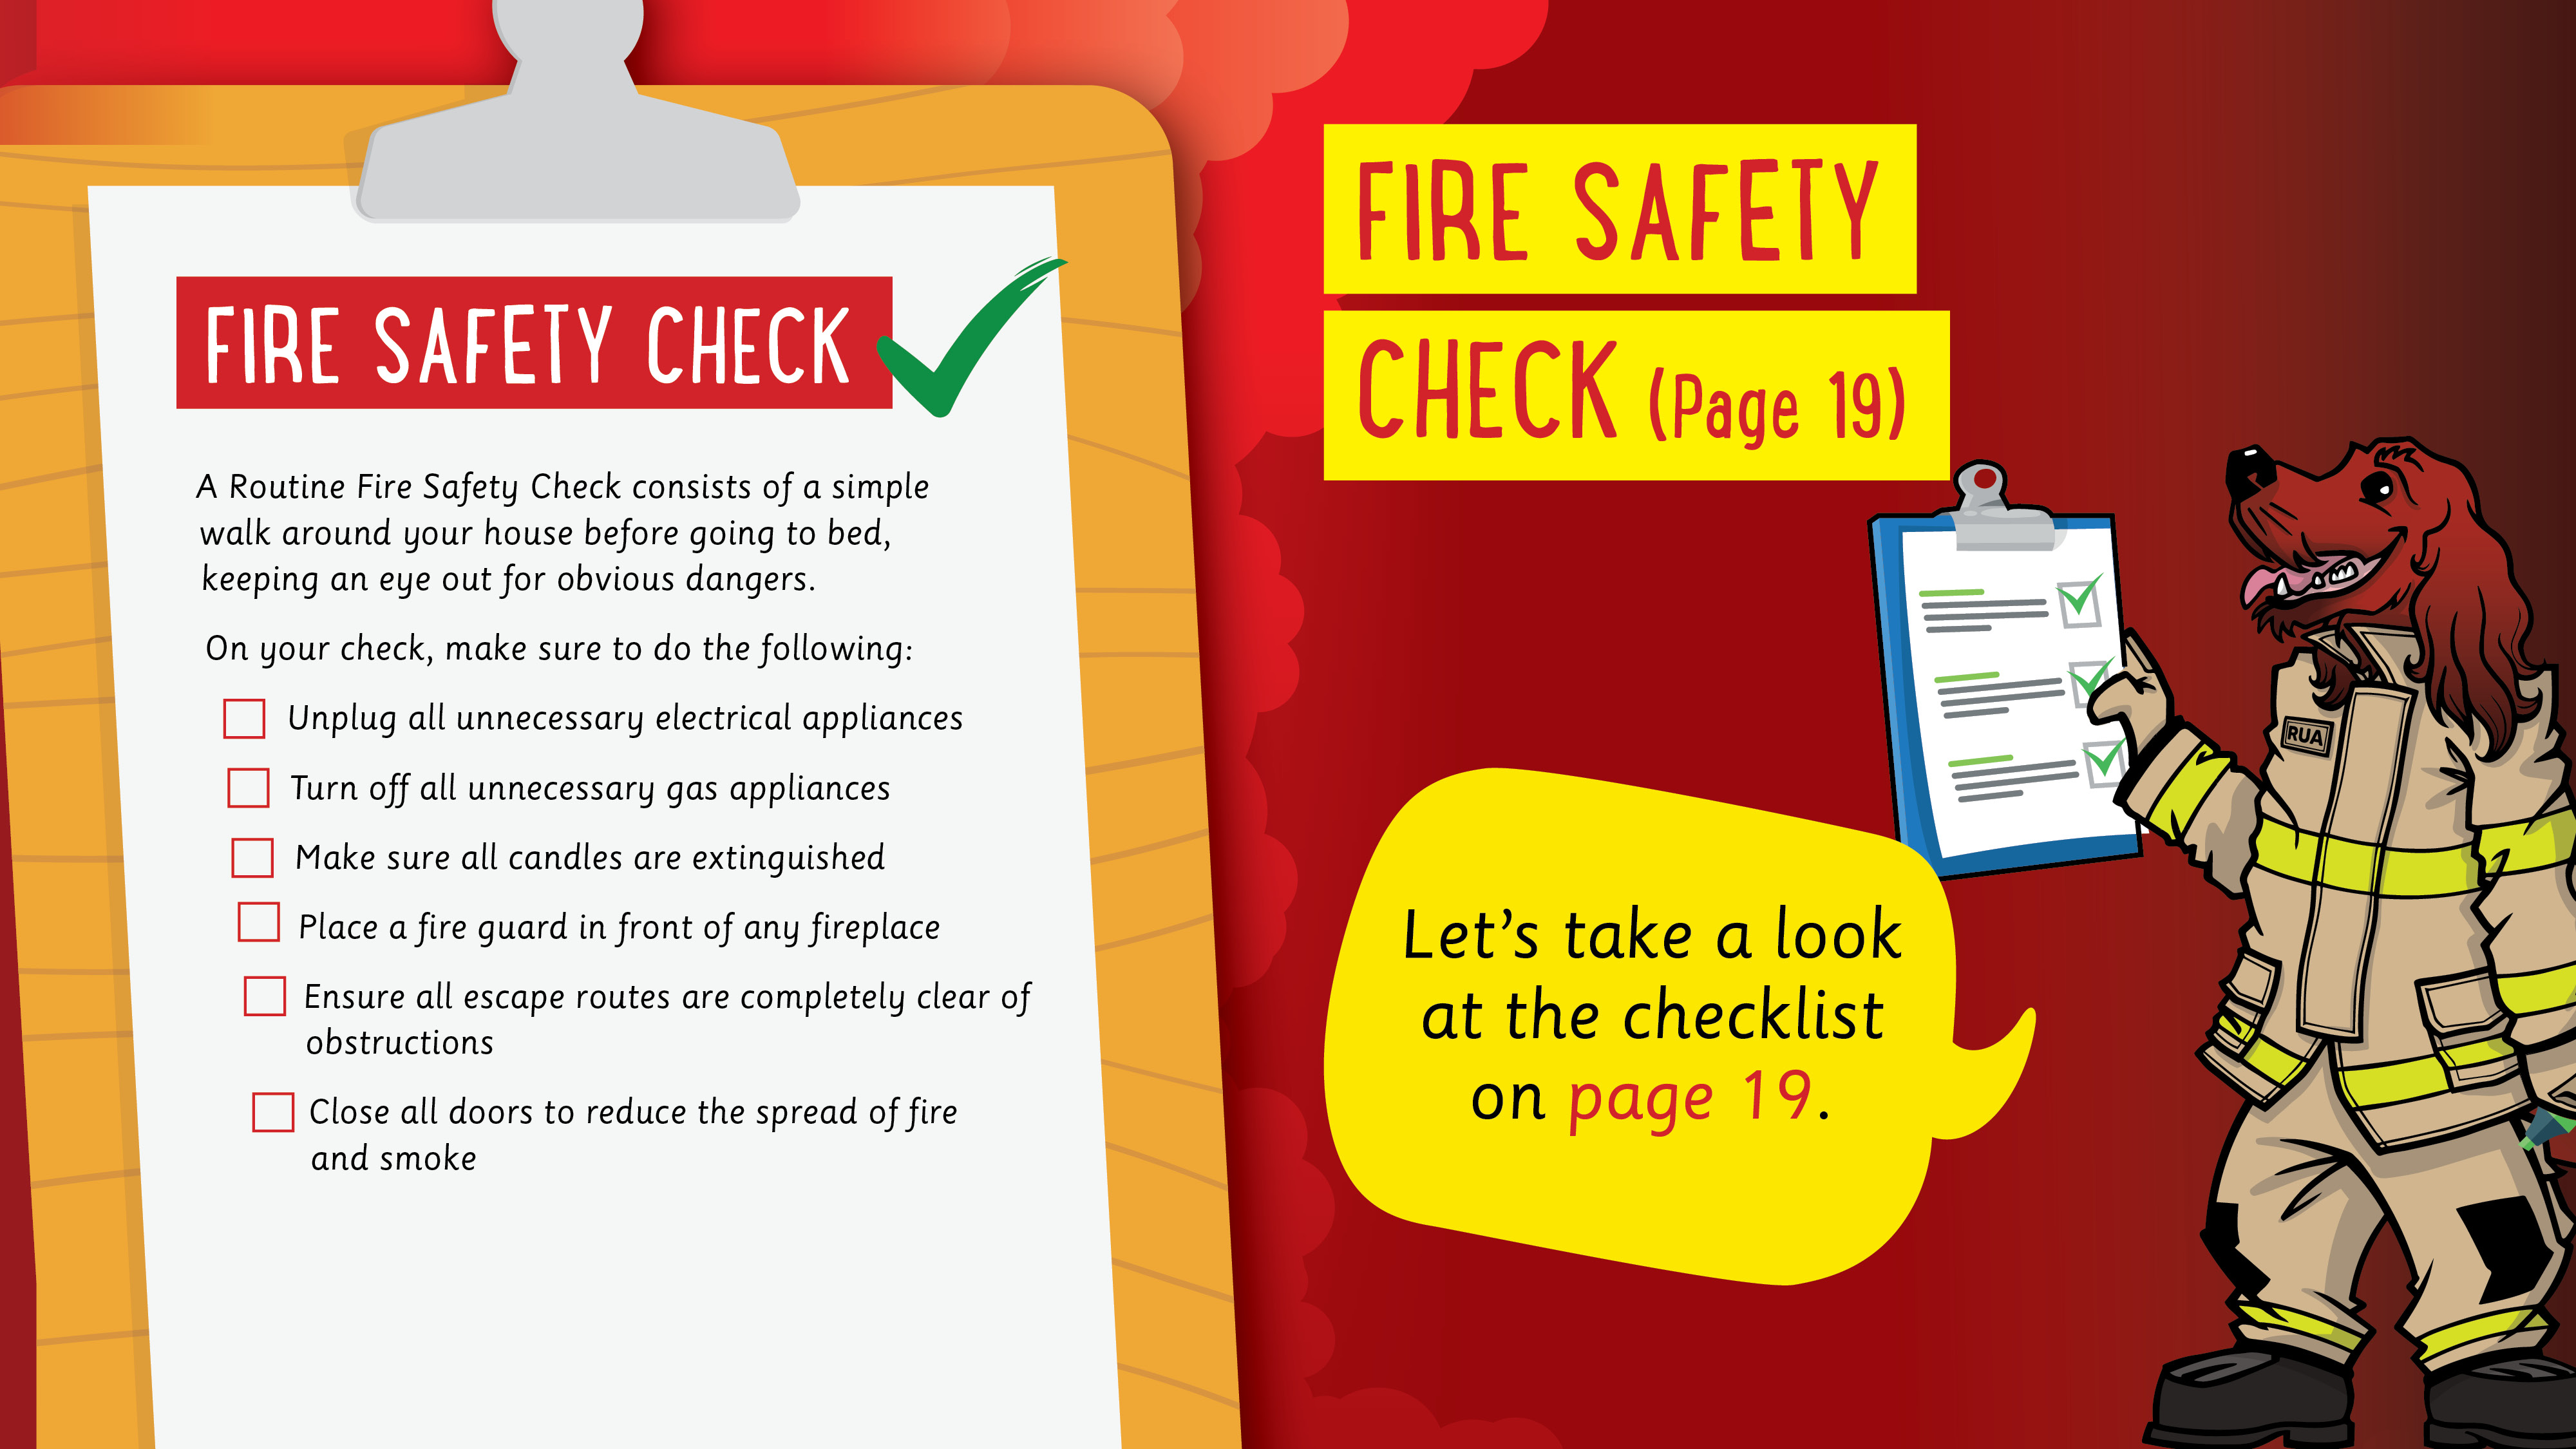 FIRE SAFETY CHECK
A Routine Fire Safety Check consists of a simple
walk around your house before going to bed,
keeping an eye out for obvious dangers.
On your check, make sure to do the following:
Unplug all unnecessary electrical appliances
Turn off all unnecessary gas appliances
Make sure all candles are extinguished
Place a fire guard in front of any fireplace
Ensure all escape routes are completely clear of
obstructions
Close all doors to reduce the spread of fire
and smoke
FIRE SAFETY
CHECK (Page 19)
RUA
Let's take a look
at the checklist
on page 19.